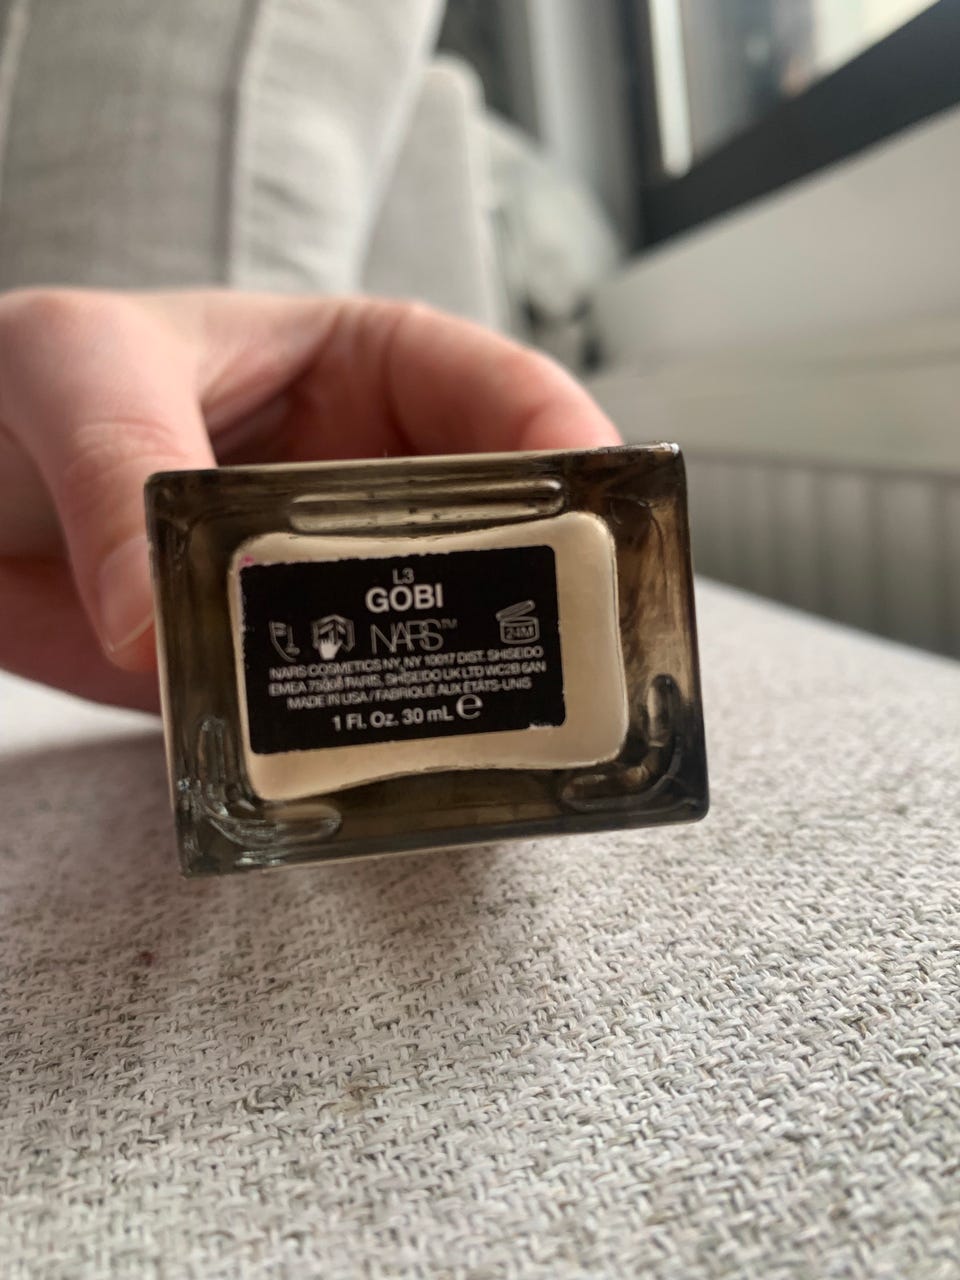 L3
GOBI
NARS™
24M
NARS COSMETICS NY, NY 10017 DIST. SHISEIDO
EMEA 75008 PARIS, SHISEIDO UK LTD WC2B 6AN
MADE IN USA / FABRIQUÉ AUX ÉTATS-UNIS
1 Fl. Oz. 30 mL ℮